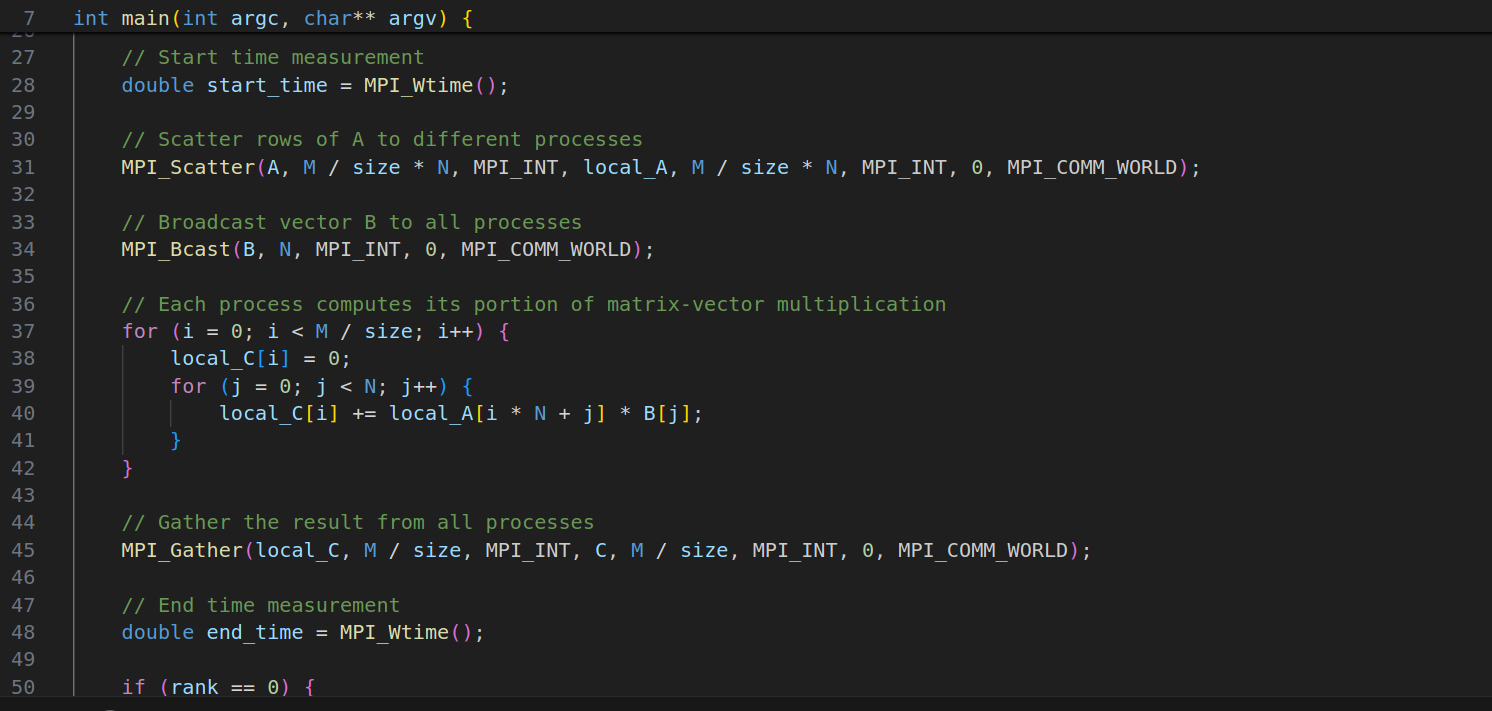 7 int main(int argc, char** argv) {
27 // Start time measurement
28 double start_time = MPI_Wtime();
29
30 // Scatter rows of A to different processes
31 MPI_Scatter(A, M / size * N, MPI_INT, local_A, M / size * N, MPI_INT, 0, MPI_COMM_WORLD);
32
33 // Broadcast vector B to all processes
34 MPI_Bcast(B, N, MPI_INT, 0, MPI_COMM_WORLD);
35
36 // Each process computes its portion of matrix-vector multiplication
37 for (i = 0; i < M / size; i++) {
38 local_C[i] = 0;
39 for (j = 0; j < N; j++) {
40 local_C[i] += local_A[i * N + j] * B[j];
41 }
42 }
43
44 // Gather the result from all processes
45 MPI_Gather(local_C, M / size, MPI_INT, C, M / size, MPI_INT, 0, MPI_COMM_WORLD);
46
47 // End time measurement
48 double end_time = MPI_Wtime();
49
50 if (rank == 0) {